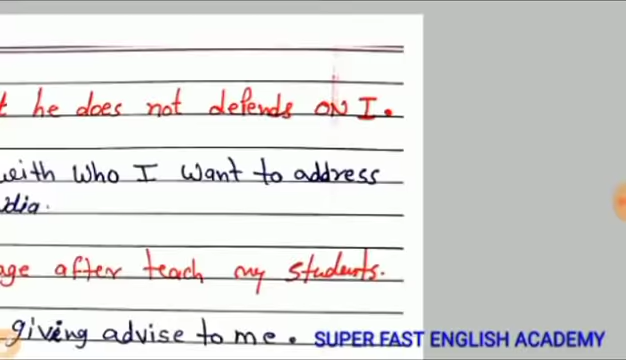 he does not defends ON I.
with who I want to address
dia.
age after teach my students.
giving advise to me.
SUPER FAST ENGLISH ACADEMY